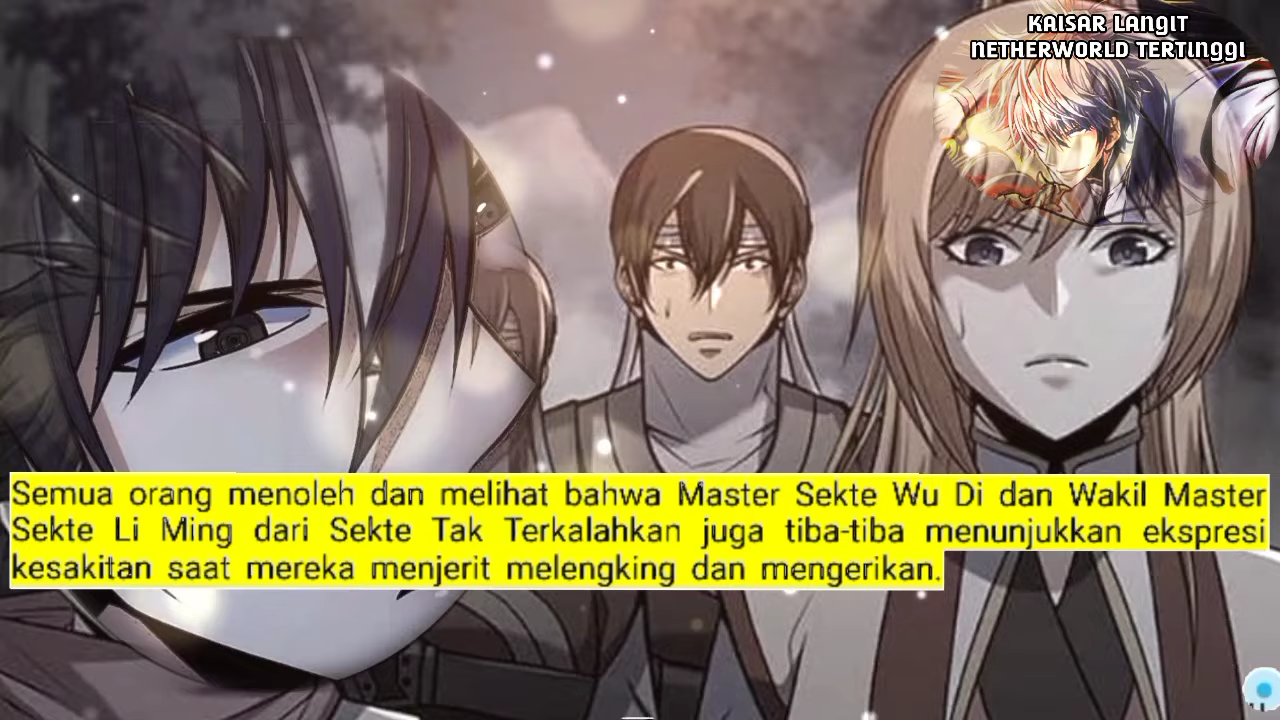 KAISAR LANGIT
NETHERWORLD TERTINGGI
Semua orang menoleh dan melihat bahwa Master Sekte Wu Di dan Wakil Master
Sekte Li Ming dari Sekte Tak Terkalahkan juga tiba-tiba menunjukkan ekspresi
kesakitan saat mereka menjerit melengking dan mengerikan.